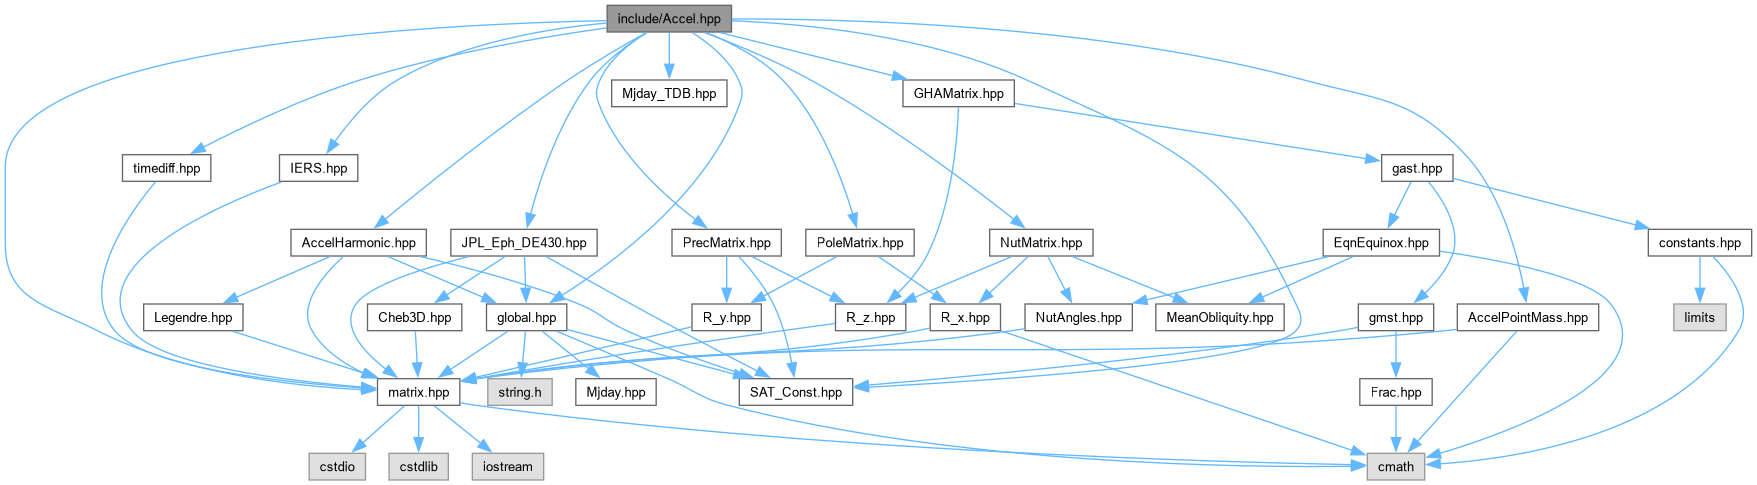 include/Accel.hpp
Mjday_TDB.hpp
GHAMatrix.hpp
timediff.hpp
IERS.hpp
gast.hpp
AccelHarmonic.hpp
JPL_Eph_DE430.hpp
PrecMatrix.hpp
PoleMatrix.hpp
NutMatrix.hpp
EqnEquinox.hpp
constants.hpp
Legendre.hpp
Cheb3D.hpp
global.hpp
R_y.hpp
R_z.hpp
R_x.hpp
NutAngles.hpp
MeanObliquity.hpp
gmst.hpp
AccelPointMass.hpp
limits
matrix.hpp
string.h
Mjday.hpp
SAT_Const.hpp
Frac.hpp
cstdio
cstdlib
iostream
cmath